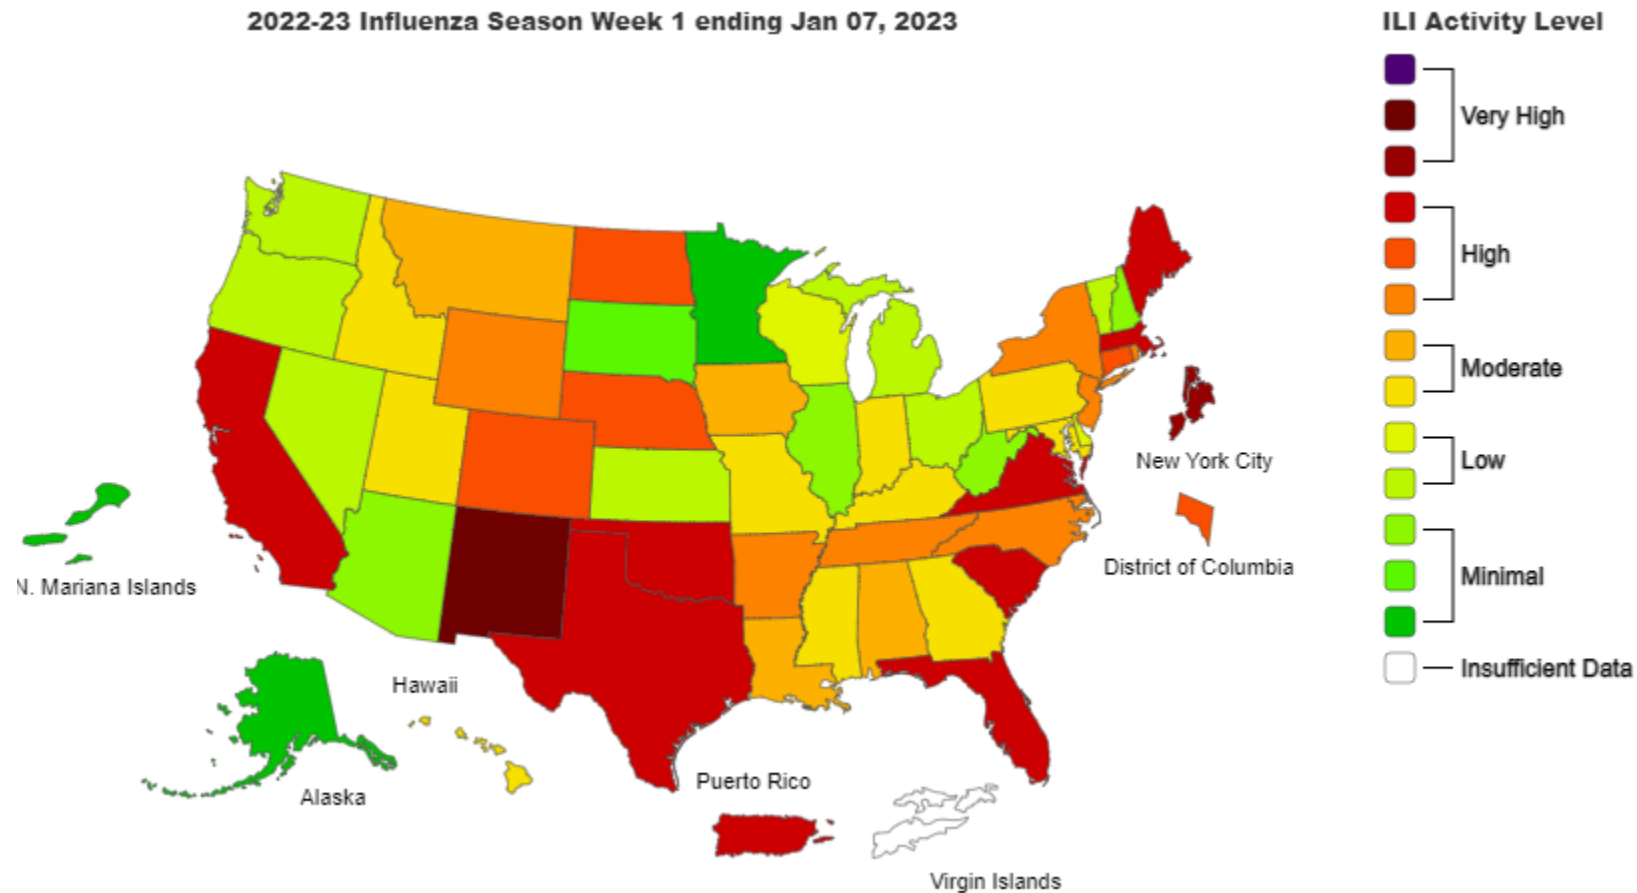 2022-23 Influenza Season Week 1 ending Jan 07, 2023
ILI Activity Level
Very High
High
Moderate
Low
Minimal
Insufficient Data
New York City
District of Columbia
N. Mariana Islands
Hawaii
Alaska
Puerto Rico
Virgin Islands